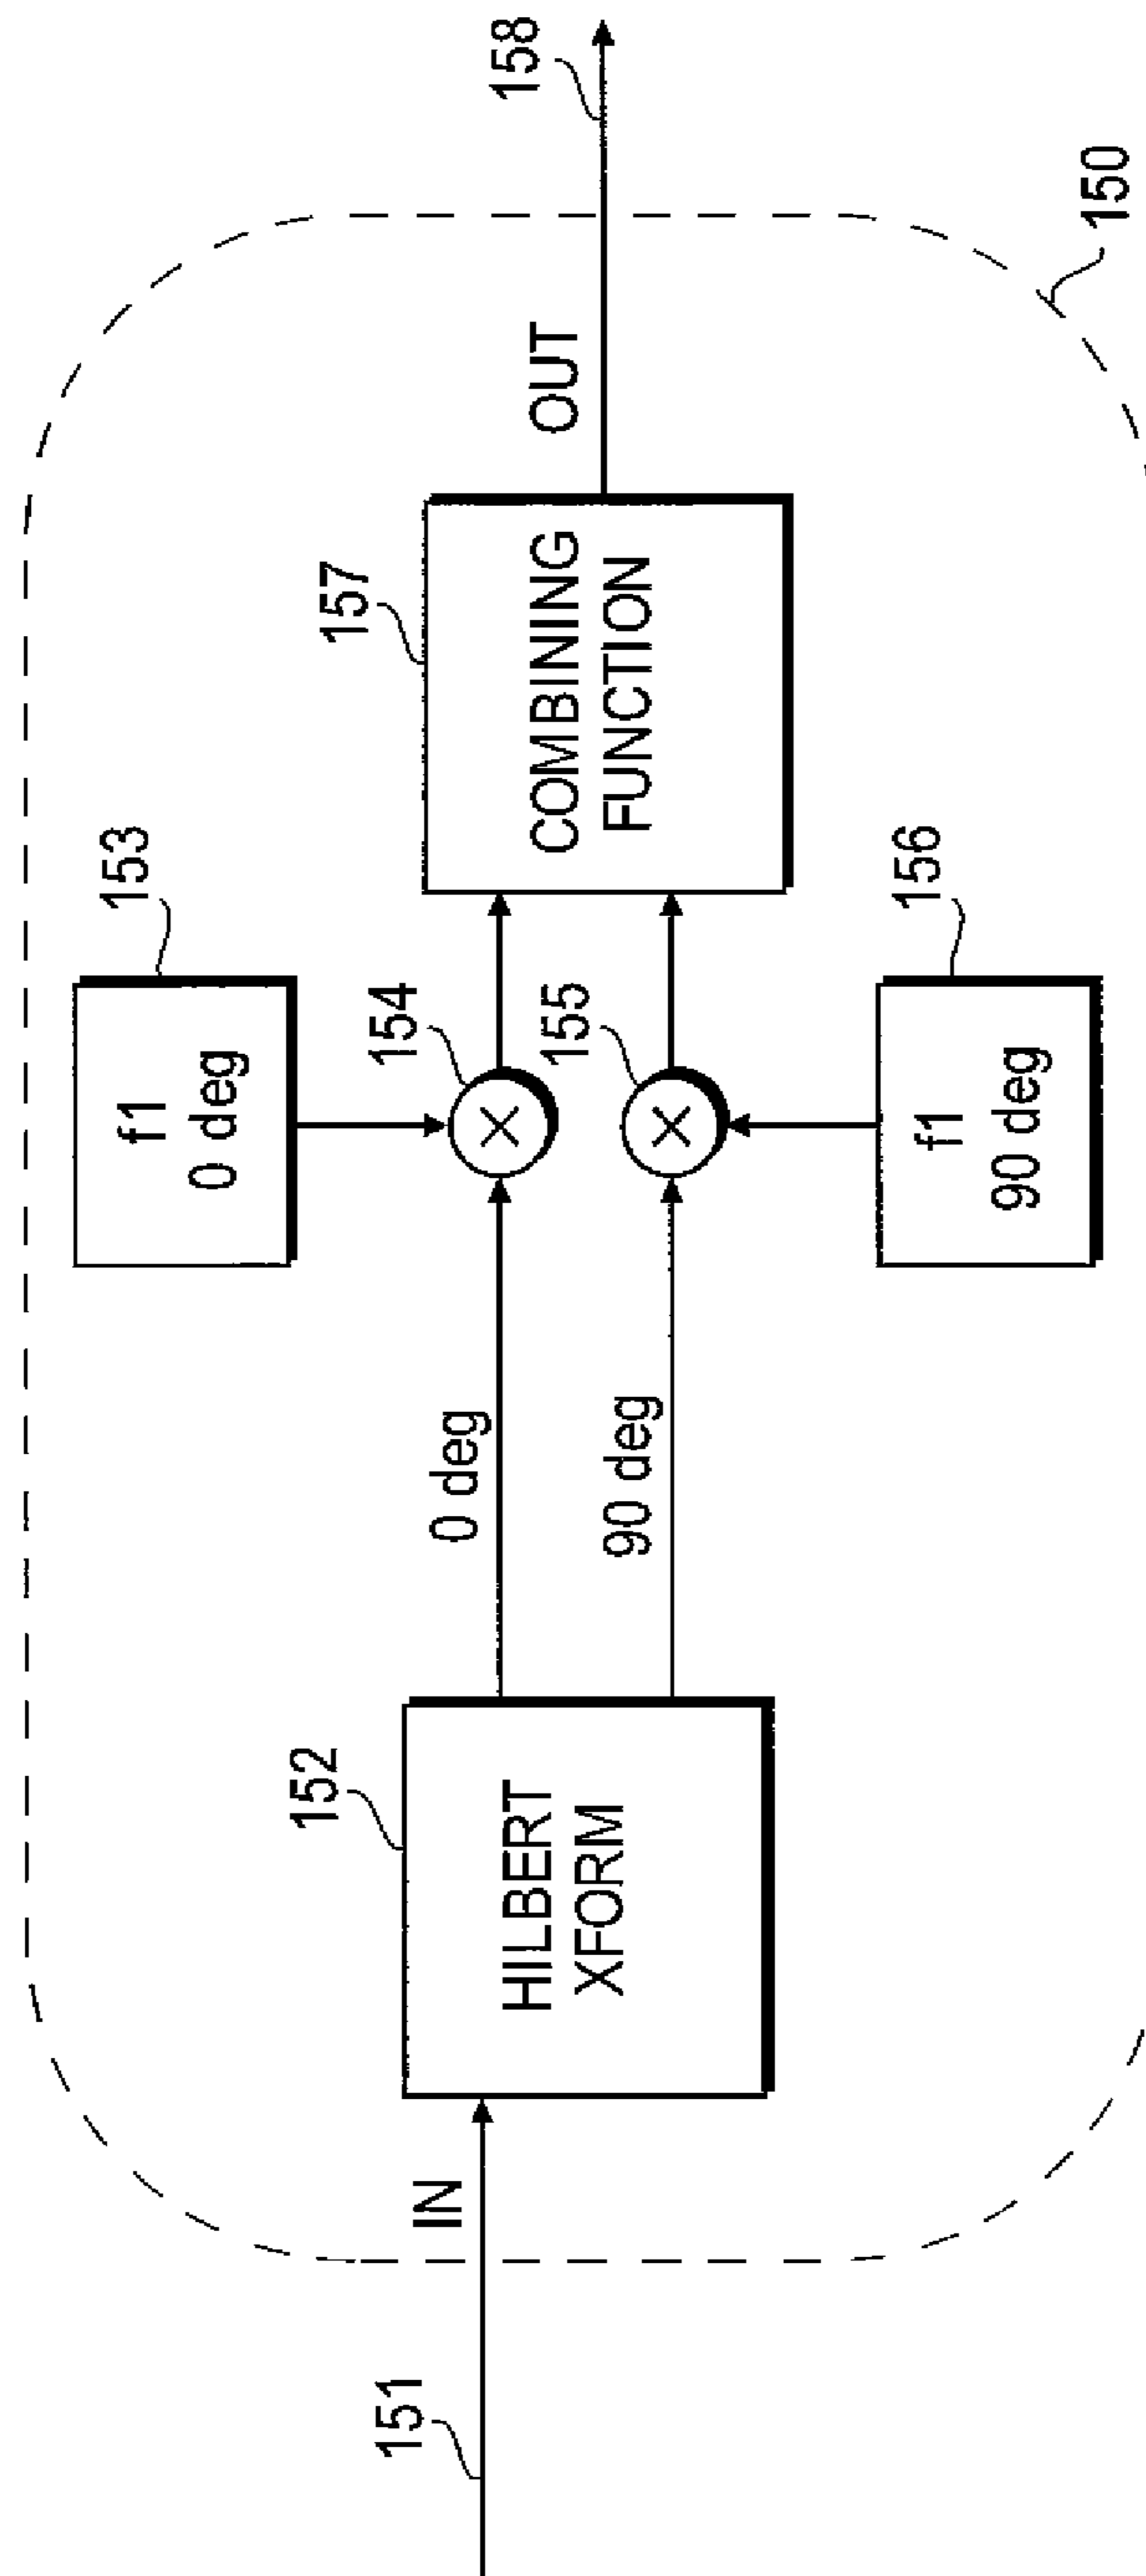 151
IN
152
HILBERT
XFORM
0 deg
90 deg
153
f1
0 deg
154
155
f1
90 deg
156
157
COMBINING
FUNCTION
OUT
158
150